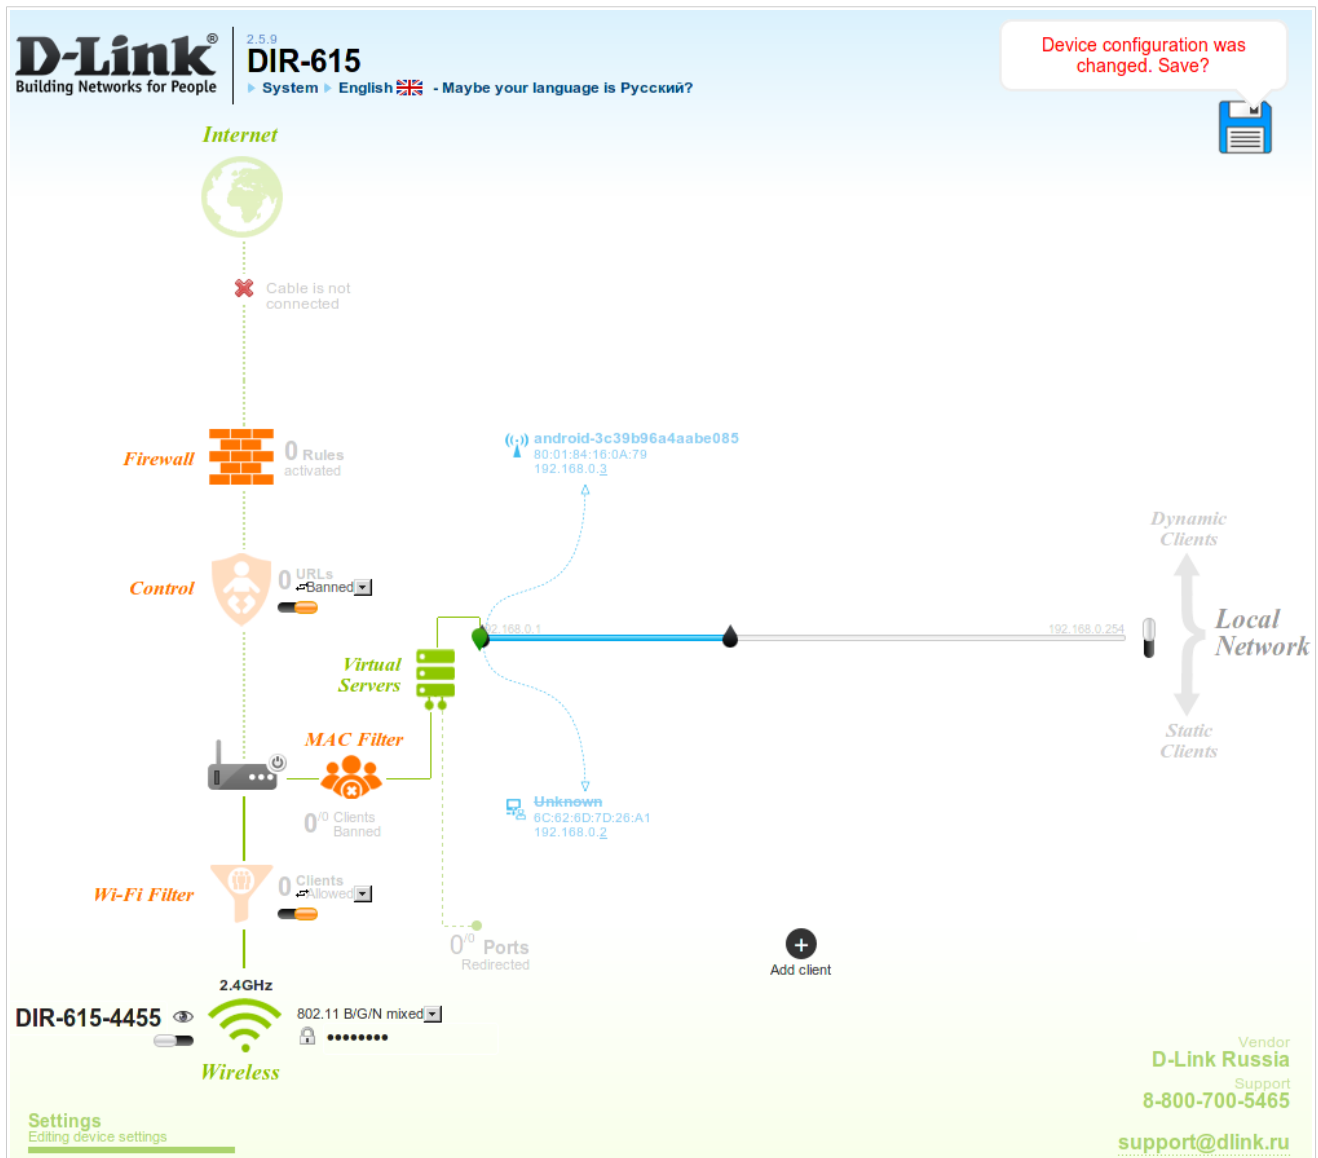 D-Link®
Building Networks for People
2.5.9
DIR-615
System English - Maybe your language is Русский?
Device configuration was
changed. Save?
Internet
Cable is not
connected
Firewall
0 Rules
activated
android-3c39b96a4aabe085
80:01:84:16:0A:79
192.168.0.3
Dynamic
Clients
Control
0 URLs
Banned
192.168.0.254
Local
Network
Virtual
Servers
Static
Clients
MAC Filter
0/0 Clients
Banned
Unknown
6C:62:6D:7D:26:A1
192.168.0.2
Wi-Fi Filter
0 Clients
Allowed
0/0 Ports
Redirected
Add client
2.4GHz
DIR-615-4455
802.11 B/G/N mixed
••••••••
Wireless
Vendor
D-Link Russia
Support
8-800-700-5465
support@dlink.ru
Settings
Editing device settings